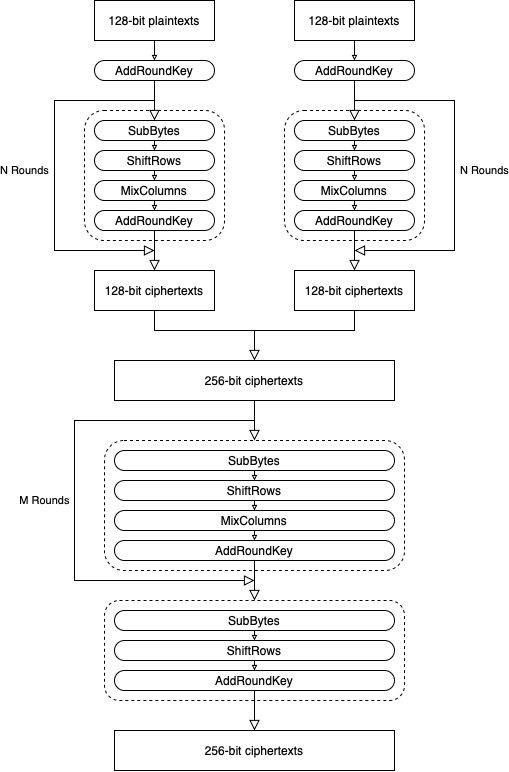 128-bit plaintexts
128-bit plaintexts
AddRoundKey
AddRoundKey
SubBytes
SubBytes
ShiftRows
ShiftRows
N Rounds
N Rounds
MixColumns
MixColumns
AddRoundKey
AddRoundKey
128-bit ciphertexts
128-bit ciphertexts
256-bit ciphertexts
SubBytes
ShiftRows
M Rounds
MixColumns
AddRoundKey
SubBytes
ShiftRows
AddRoundKey
256-bit ciphertexts